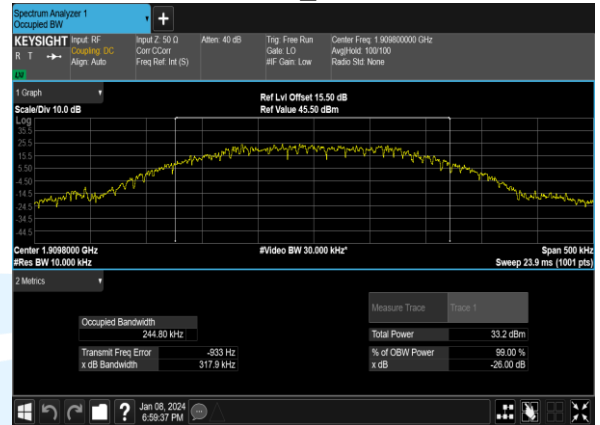 Spectrum Analyzer 1
Occupied BW
+
KEYSIGHT Input: RF Input Z: 50 Ω Atten: 40 dB Trig: Free Run Center Freq: 1.909800000 GHz
R T Coupling: DC Corr CCorr Gate: LO Avg|Hold: 100/100
Align: Auto Freq Ref: Int (S) #IF Gain: Low Radio Std: None
LVI
1 Graph
Ref Lvl Offset 15.50 dB
Scale/Div 10.0 dB Ref Value 45.50 dBm
Log
35.5
25.5
15.5
5.50
-4.50
-14.5
-24.5
-34.5
-44.5
Center 1.9098000 GHz #Video BW 30.000 kHz* Span 500 kHz
#Res BW 10.000 kHz Sweep 23.9 ms (1001 pts)
2 Metrics
Measure Trace Trace 1
Occupied Bandwidth
244.80 kHz Total Power 33.2 dBm
Transmit Freq Error -933 Hz % of OBW Power 99.00 %
x dB Bandwidth 317.9 kHz x dB -26.00 dB
? Jan 08, 2024
6:59:37 PM